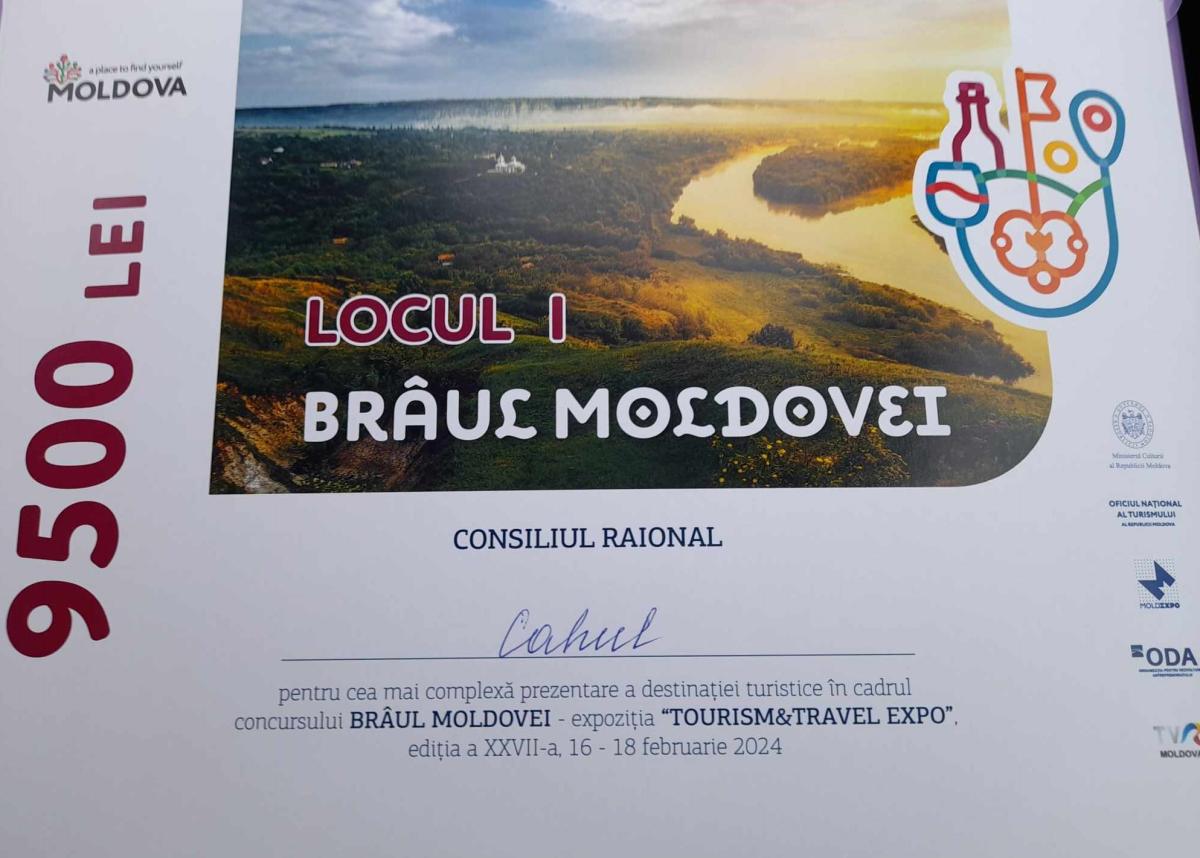 a place to find yourself
MOLDOVA
9500 LEI
LOCUL I
BRÂUL MOLDOVEI
CONSILIUL RAIONAL
Cahul
pentru cea mai complexă prezentare a destinației turistice în cadrul
concursului BRÂUL MOLDOVEI - expoziția “TOURISM&TRAVEL EXPO”,
ediția a XXVII-a, 16 - 18 februarie 2024
Ministerul Culturii
al Republicii Moldova
OFICIUL NAȚIONAL
AL TURISMULUI
AL REPUBLICII MOLDOVA
MOLDEXPO
ODA
TV
MOLDOVA